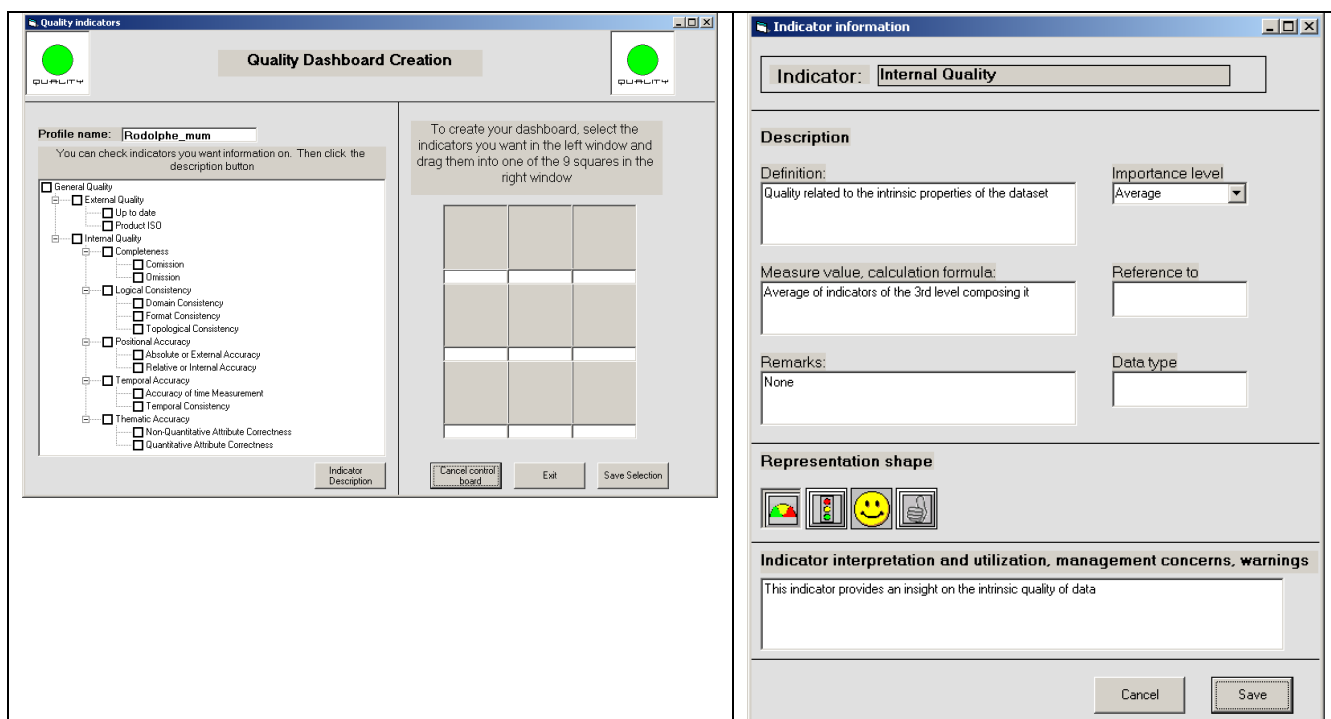 Quality indicators
QUALITY
Quality Dashboard Creation
QUALITY
Profile name: Rodolphe_mum
You can check indicators you want information on. Then click the
description button
General Quality
External Quality
Up to date
Product ISO
Internal Quality
Completeness
Comission
Omission
Logical Consistency
Domain Consistency
Format Consistency
Topological Consistency
Positional Accuracy
Absolute or External Accuracy
Relative or Internal Accuracy
Temporal Accuracy
Accuracy of time Measurement
Temporal Consistency
Thematic Accuracy
Non-Quantitative Attribute Correctness
Quantitative Attribute Correctness
Indicator
Description
To create your dashboard, select the
indicators you want in the left window and
drag them into one of the 9 squares in the
right window
Cancel control
board
Exit
Save Selection
Indicator information
Indicator: Internal Quality
Description
Definition:
Quality related to the intrinsic properties of the dataset
Importance level
Average
Measure value, calculation formula:
Average of indicators of the 3rd level composing it
Reference to
Remarks:
None
Data type
Representation shape
Indicator interpretation and utilization, management concerns, warnings
This indicator provides an insight on the intrinsic quality of data
Cancel
Save